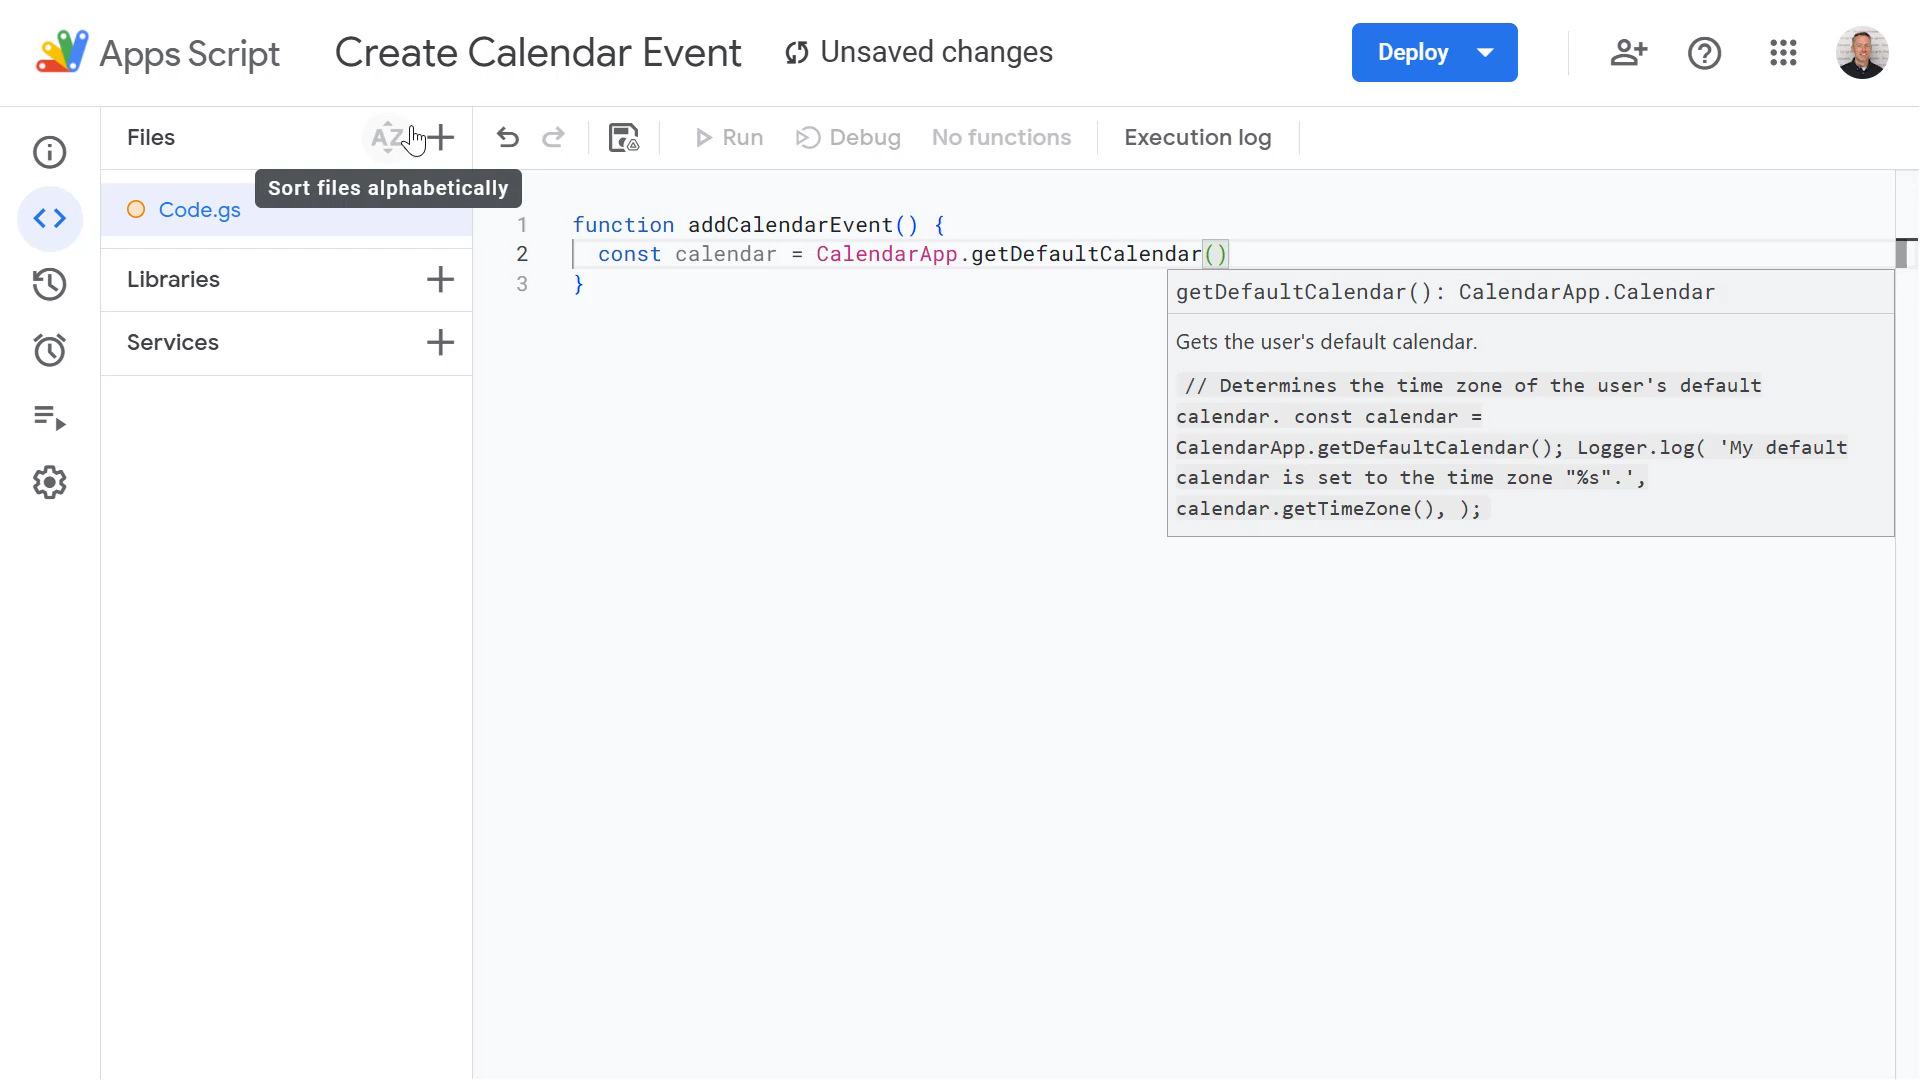 Apps Script
Create Calendar Event
Unsaved changes
Deploy
Files
AZ
Run
Debug
No functions
Execution log
Sort files alphabetically
Code.gs
Libraries
Services
1 function addCalendarEvent() {
2 const calendar = CalendarApp.getDefaultCalendar()
3 }
getDefaultCalendar(): CalendarApp.Calendar
Gets the user's default calendar.
// Determines the time zone of the user's default
calendar. const calendar =
CalendarApp.getDefaultCalendar(); Logger.log( 'My default
calendar is set to the time zone "%s".',
calendar.getTimeZone(), );